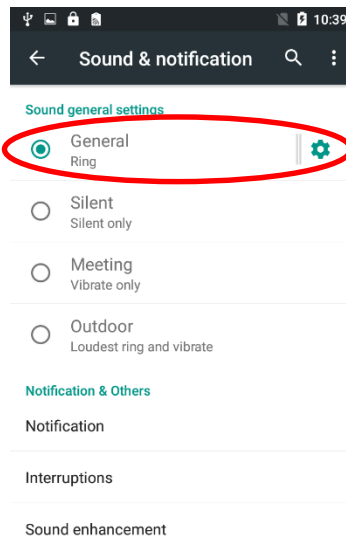 10:39
Sound & notification
Sound general settings
General
Ring
Silent
Silent only
Meeting
Vibrate only
Outdoor
Loudest ring and vibrate
Notification & Others
Notification
Interruptions
Sound enhancement